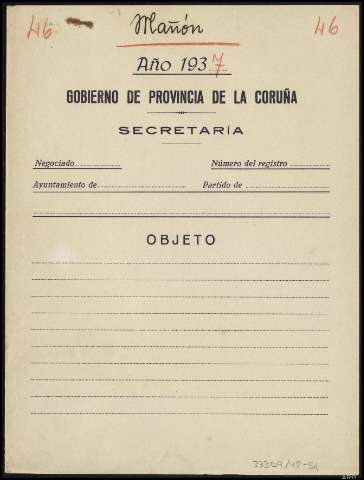 46 Mañón 46
Año 1937
GOBIERNO DE PROVINCIA DE LA CORUÑA
SECRETARÍA
Negociado Número del registro
Ayuntamiento de Partido de
OBJETO